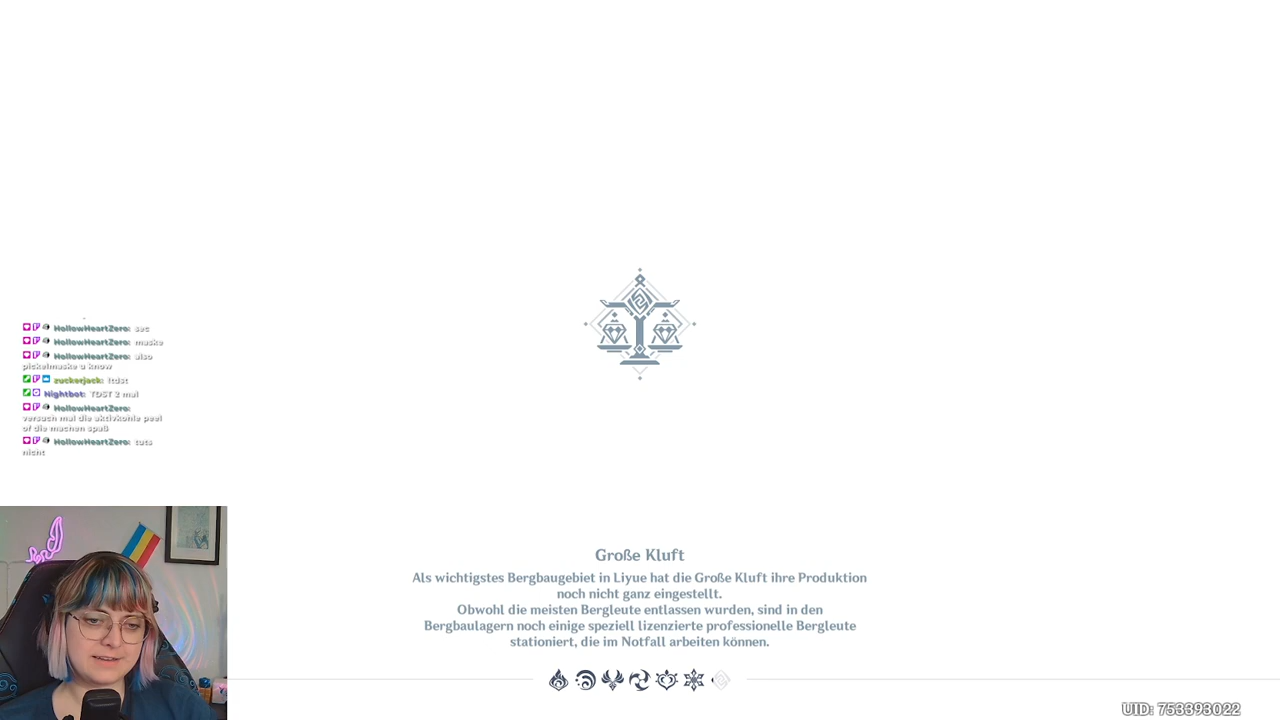 HollowHeartZero: sec
HollowHeartZero: maske
HollowHeartZero: also
pickelmaske u know
zuckerjack: !tdst
Nightbot: TDST 2 mal
HollowHeartZero:
versuch mal die aktivkohle peel
of die machen spaß
HollowHeartZero: tuts
nicht
Große Kluft
Als wichtigstes Bergbaugebiet in Liyue hat die Große Kluft ihre Produktion
noch nicht ganz eingestellt.
Obwohl die meisten Bergleute entlassen wurden, sind in den
Bergbaulagern noch einige speziell lizenzierte professionelle Bergleute
stationiert, die im Notfall arbeiten können.
UID: 753393022